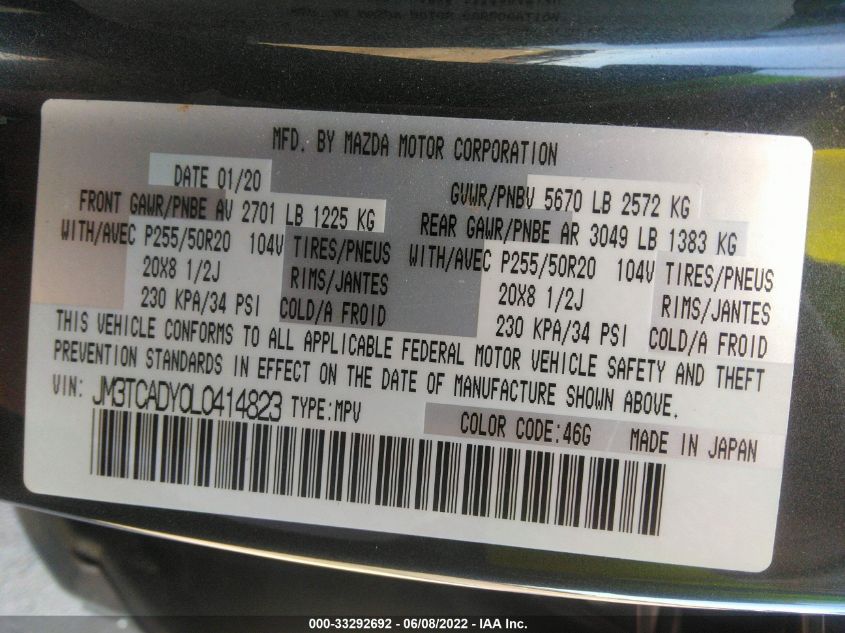 MFD. BY MAZDA MOTOR CORPORATION
DATE 01/20
GVWR/PNBV 5670 LB 2572 KG
FRONT GAWR/PNBE AV 2701 LB 1225 KG
REAR GAWR/PNBE AR 3049 LB 1383 KG
WITH/AVEC P255/50R20 104V TIRES/PNEUS
WITH/AVEC P255/50R20 104V TIRES/PNEUS
20X8 1/2J RIMS/JANTES
20X8 1/2J RIMS/JANTES
230 KPA/34 PSI COLD/A FROID
230 KPA/34 PSI COLD/A FROID
THIS VEHICLE CONFORMS TO ALL APPLICABLE FEDERAL MOTOR VEHICLE SAFETY AND THEFT
PREVENTION STANDARDS IN EFFECT ON THE DATE OF MANUFACTURE SHOWN ABOVE.
VIN: JM3TCADY0L0414823 TYPE:MPV
COLOR CODE:46G MADE IN JAPAN
000-33292692 - 06/08/2022 - IAA Inc.